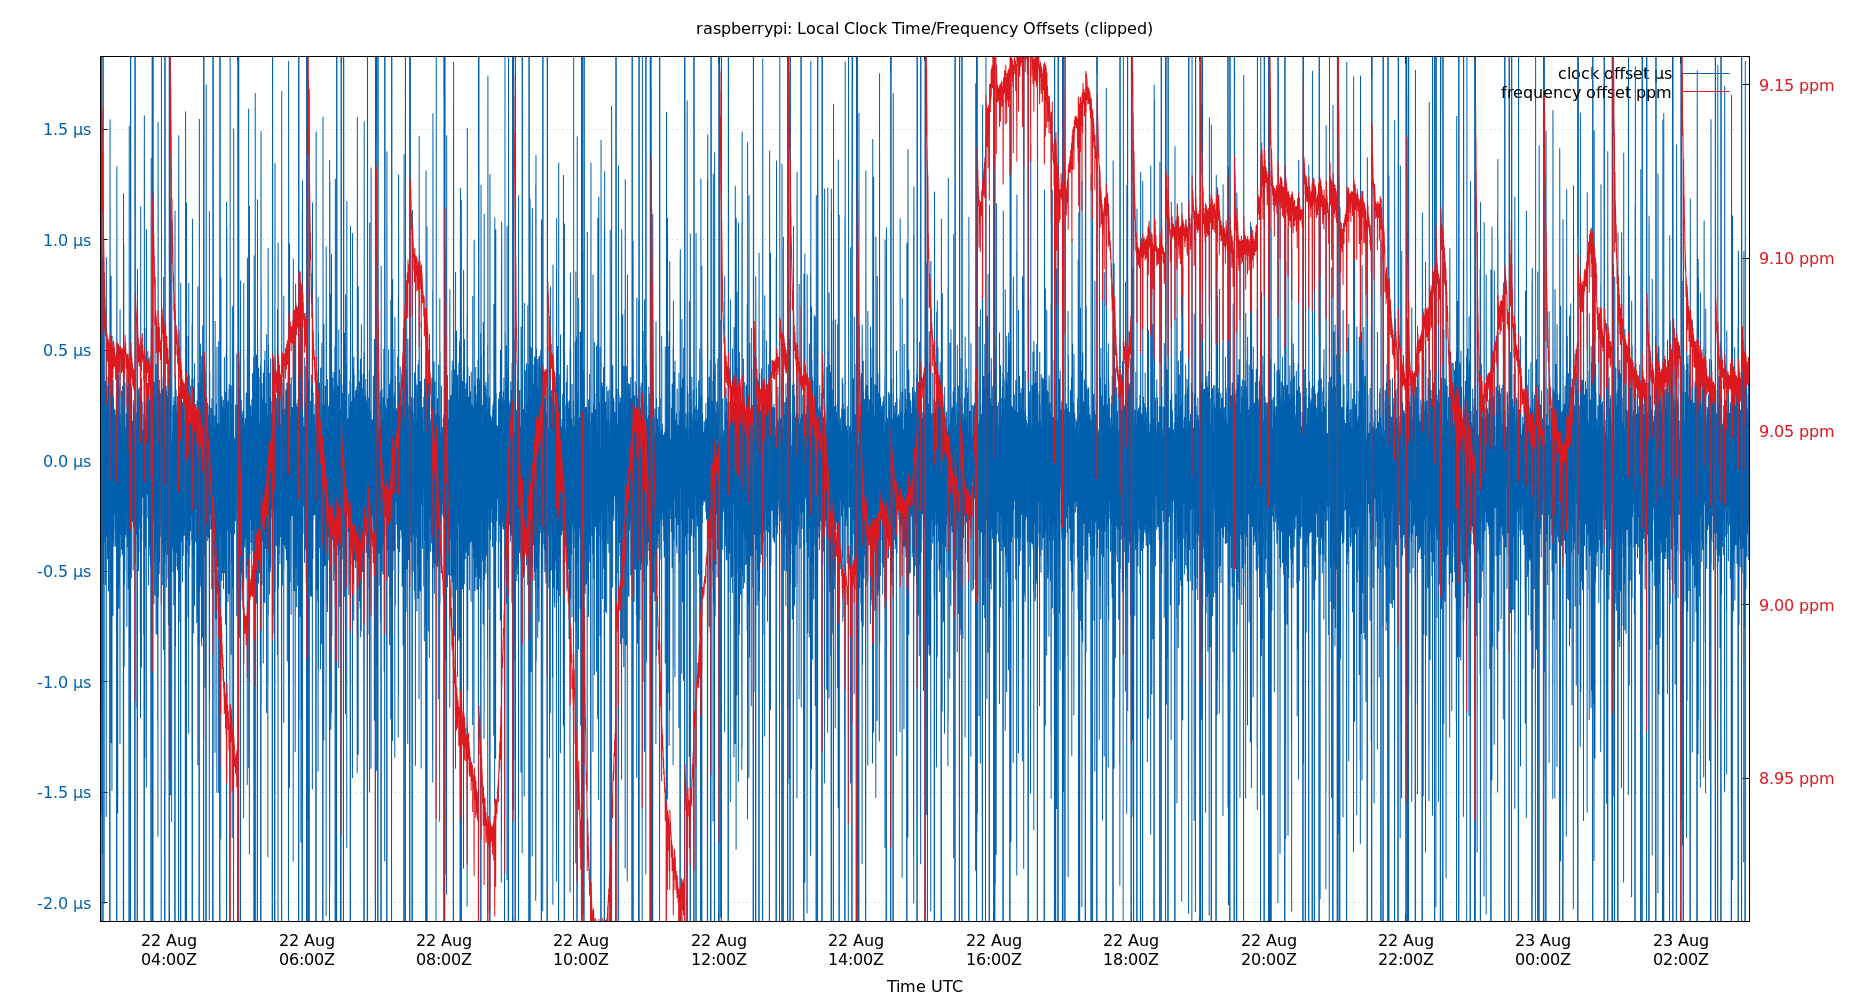 raspberrypi: Local Clock Time/Frequency Offsets (clipped)
clock offset µs
frequency offset ppm
1.5 µs
1.0 µs
0.5 µs
0.0 µs
-0.5 µs
-1.0 µs
-1.5 µs
-2.0 µs
9.15 ppm
9.10 ppm
9.05 ppm
9.00 ppm
8.95 ppm
22 Aug 22 Aug 22 Aug 22 Aug 22 Aug 22 Aug 22 Aug 22 Aug 22 Aug 22 Aug 23 Aug 23 Aug
04:00Z 06:00Z 08:00Z 10:00Z 12:00Z 14:00Z 16:00Z 18:00Z 20:00Z 22:00Z 00:00Z 02:00Z
Time UTC